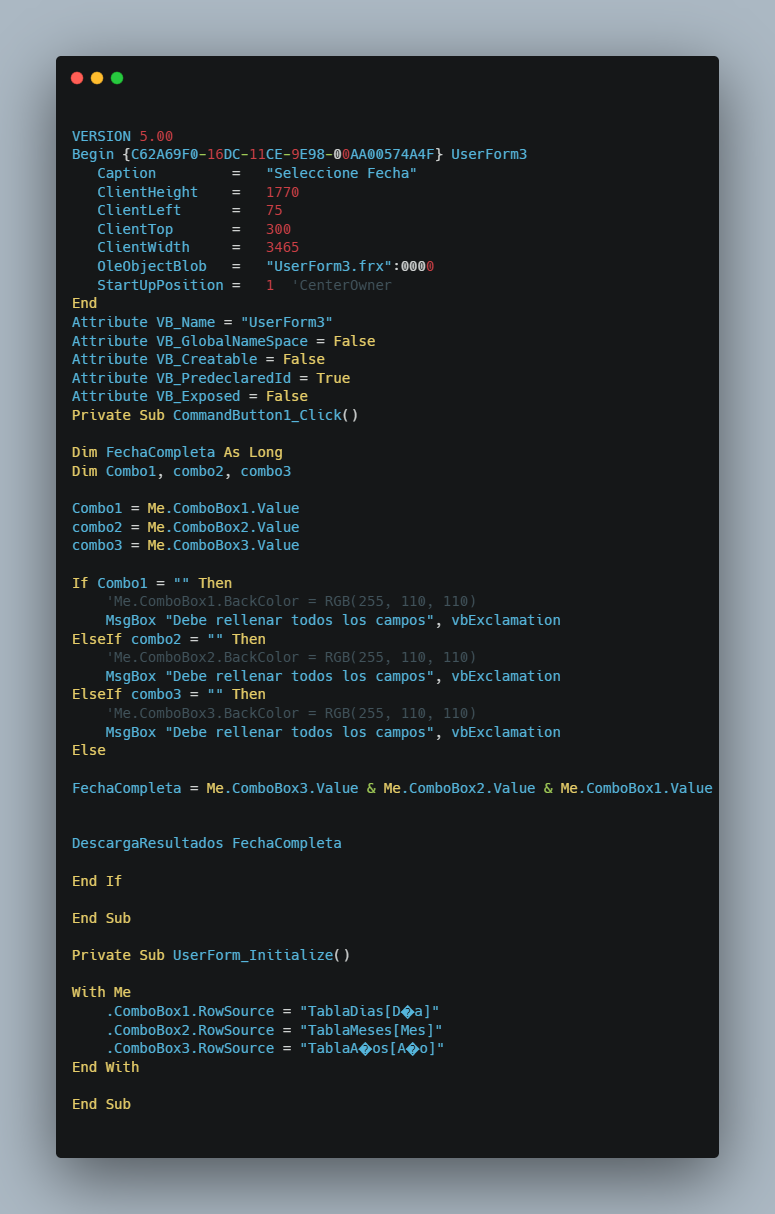 VERSION 5.00
Begin {C62A69F0-16DC-11CE-9E98-00AA00574A4F} UserForm3
   Caption         =   "Seleccione Fecha"
   ClientHeight    =   1770
   ClientLeft      =   75
   ClientTop       =   300
   ClientWidth     =   3465
   OleObjectBlob   =   "UserForm3.frx":0000
   StartUpPosition =   1  'CenterOwner
End
Attribute VB_Name = "UserForm3"
Attribute VB_GlobalNameSpace = False
Attribute VB_Creatable = False
Attribute VB_PredeclaredId = True
Attribute VB_Exposed = False
Private Sub CommandButton1_Click()
Dim FechaCompleta As Long
Dim Combo1, combo2, combo3
Combo1 = Me.ComboBox1.Value
combo2 = Me.ComboBox2.Value
combo3 = Me.ComboBox3.Value
If Combo1 = "" Then
    'Me.ComboBox1.BackColor = RGB(255, 110, 110)
    MsgBox "Debe rellenar todos los campos", vbExclamation
ElseIf combo2 = "" Then
    'Me.ComboBox2.BackColor = RGB(255, 110, 110)
    MsgBox "Debe rellenar todos los campos", vbExclamation
ElseIf combo3 = "" Then
    'Me.ComboBox3.BackColor = RGB(255, 110, 110)
    MsgBox "Debe rellenar todos los campos", vbExclamation
Else
FechaCompleta = Me.ComboBox3.Value & Me.ComboBox2.Value & Me.ComboBox1.Value
DescargaResultados FechaCompleta
End If
End Sub
Private Sub UserForm_Initialize()
With Me
    .ComboBox1.RowSource = "TablaDias[D�a]"
    .ComboBox2.RowSource = "TablaMeses[Mes]"
    .ComboBox3.RowSource = "TablaA�os[A�o]"
End With
End Sub